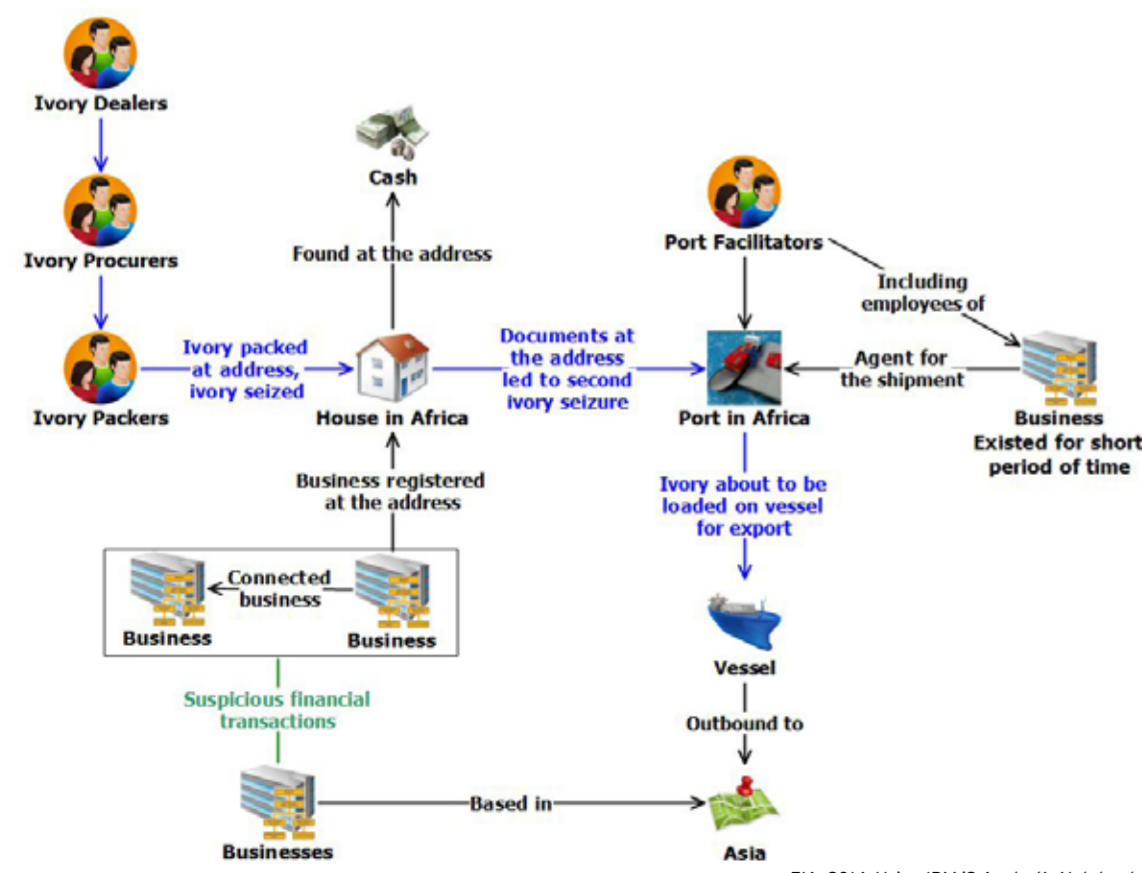 Ivory Dealers
Cash
Ivory Procurers
Found at the address
Port Facilitators
Including
employees of
Ivory packed
at address,
ivory seized
Documents at
the address
led to second
ivory seizure
Agent for
the shipment
Ivory Packers
House in Africa
Port in Africa
Business
Existed for short
period of time
Business registered
at the address
Ivory about to be
loaded on vessel
for export
Connected
business
Business
Business
Vessel
Suspicious financial
transactions
Outbound to
Based in
Businesses
Asia